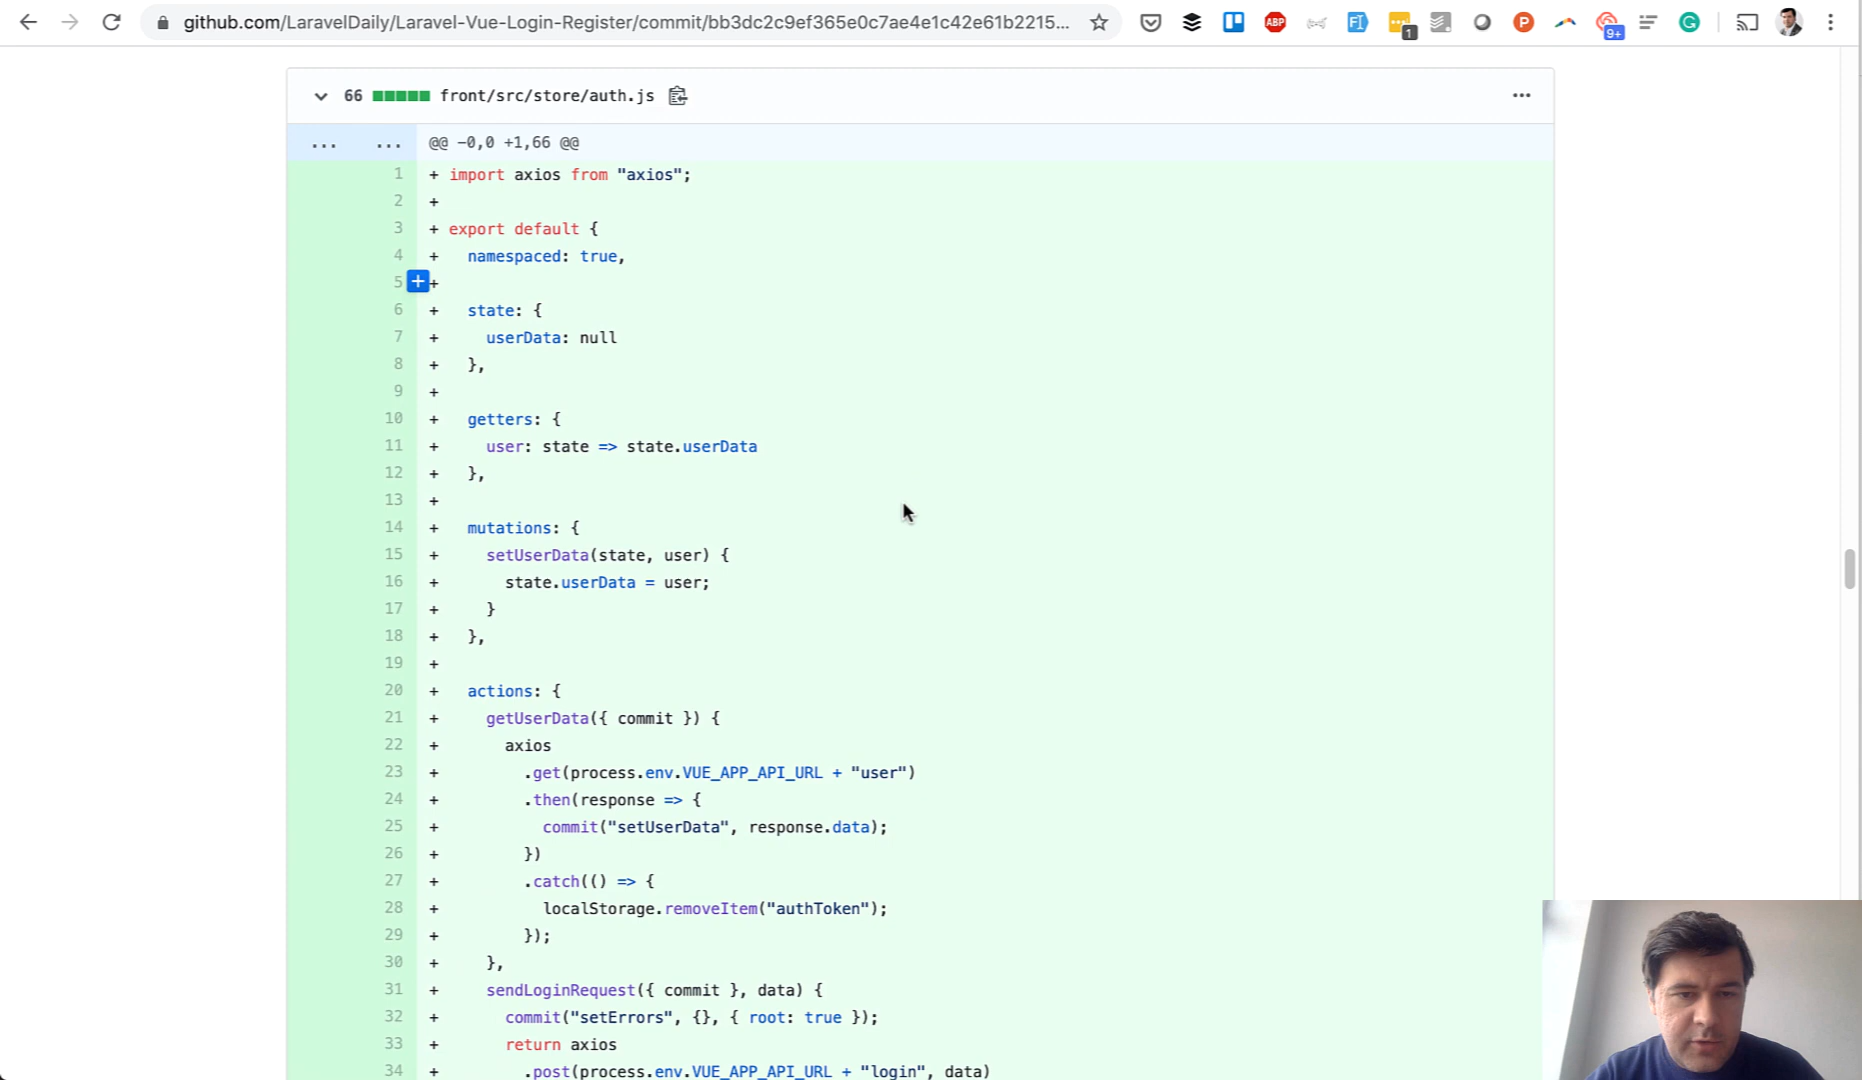 github.com/LaravelDaily/Laravel-Vue-Login-Register/commit/bb3dc2c9ef365e0c7ae4e1c42e61b2215...
ABP
1
P
9+
G
66 front/src/store/auth.js
...
... ... @@ -0,0 +1,66 @@
1 + import axios from "axios";
2 +
3 + export default {
4 + namespaced: true,
5 + +
6 + state: {
7 + userData: null
8 + },
9 +
10 + getters: {
11 + user: state => state.userData
12 + },
13 +
14 + mutations: {
15 + setUserData(state, user) {
16 + state.userData = user;
17 + }
18 + },
19 +
20 + actions: {
21 + getUserData({ commit }) {
22 + axios
23 + .get(process.env.VUE_APP_API_URL + "user")
24 + .then(response => {
25 + commit("setUserData", response.data);
26 + })
27 + .catch(() => {
28 + localStorage.removeItem("authToken");
29 + });
30 + },
31 + sendLoginRequest({ commit }, data) {
32 + commit("setErrors", {}, { root: true });
33 + return axios
34 + .post(process.env.VUE_APP_API_URL + "login", data)